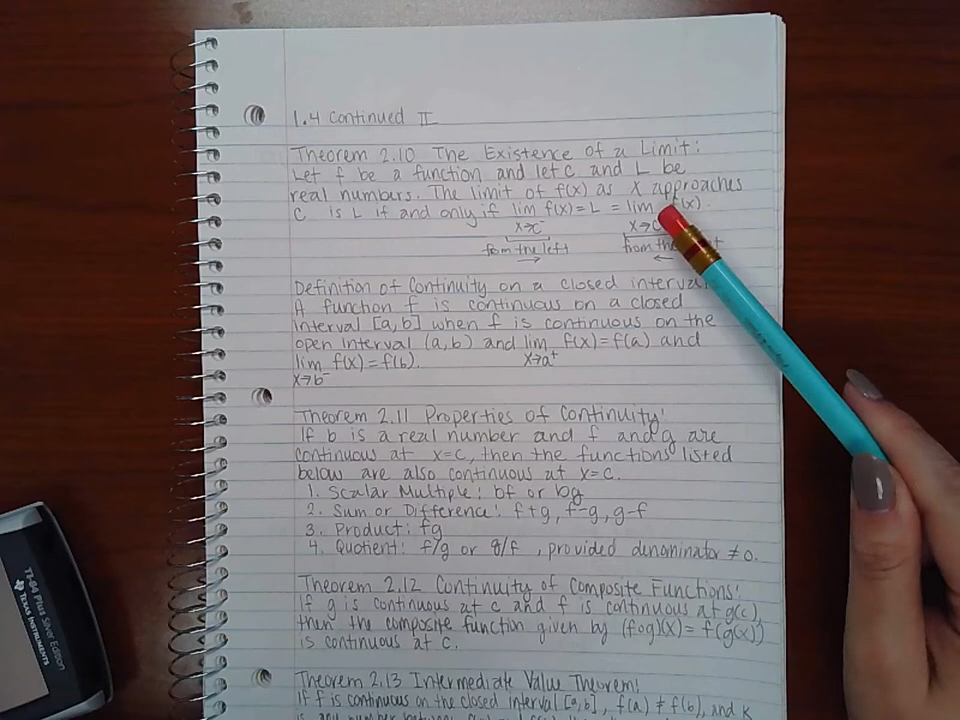 1.4 Continued II
Theorem 2.10 The Existence of a Limit:
Let f be a function and let c and L be
real numbers. The limit of f(x) as x approaches
c is L if and only if lim f(x) = L = lim f(x).
x→c⁻ x→c
from the left from the
→ ←
Definition of Continuity on a closed interval
A function f is continuous on a closed
interval [a,b] when f is continuous on the
open interval (a,b) and lim f(x) = f(a) and
x→a⁺
lim f(x) = f(b).
x→b⁻
Theorem 2.11 Properties of Continuity:
If b is a real number and f and g are
continuous at x=c, then the functions listed
below are also continuous at x=c.
1. Scalar Multiple: bf or bg
2. Sum or Difference: f+g, f-g, g-f
3. Product: fg
4. Quotient: f/g or g/f, provided denominator ≠ 0.
Theorem 2.12 Continuity of Composite Functions:
If g is continuous at c and f is continuous at g(c),
then the composite function given by (f∘g)(x) = f(g(x))
is continuous at c.
Theorem 2.13 Intermediate Value Theorem:
If f is continuous on the closed interval [a,b], f(a) ≠ f(b), and K
is any number between
TI-84 Plus Silver Edition
TEXAS INSTRUMENTS